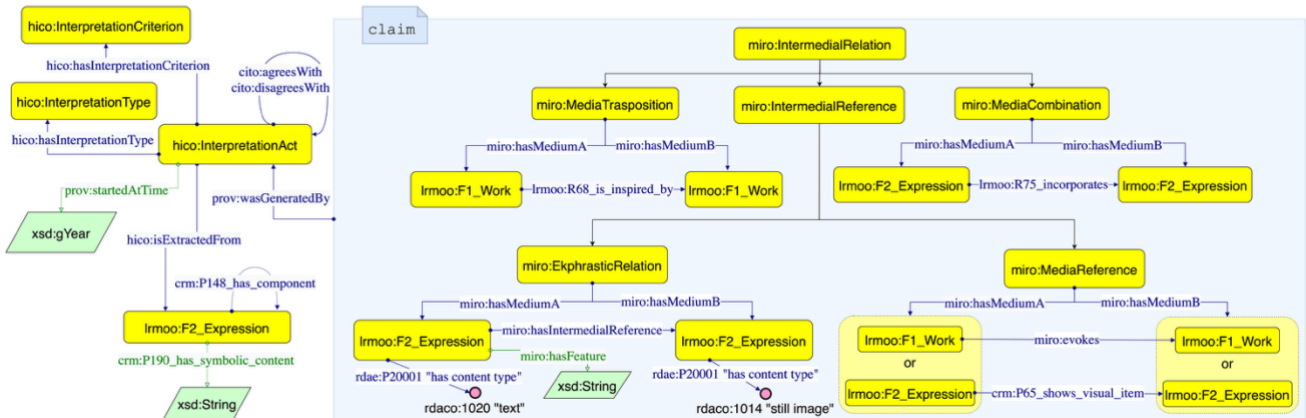 claim
hico:InterpretationCriterion
hico:hasInterpretationCriterion
cito:agreesWith
cito:disagreesWith
hico:InterpretationType
hico:hasInterpretationType
hico:InterpretationAct
prov:startedAtTime
prov:wasGeneratedBy
xsd:gYear
hico:isExtractedFrom
crm:P148_has_component
lrmoo:F2_Expression
crm:P190_has_symbolic_content
xsd:String
miro:IntermedialRelation
miro:MediaTrasposition
miro:IntermedialReference
miro:MediaCombination
miro:hasMediumA
miro:hasMediumB
miro:hasMediumA
miro:hasMediumB
lrmoo:F1_Work
lrmoo:R68_is_inspired_by
lrmoo:F1_Work
lrmoo:F2_Expression
lrmoo:R75_incorporates
lrmoo:F2_Expression
miro:EkphrasticRelation
miro:MediaReference
miro:hasMediumA
miro:hasMediumB
miro:hasMediumA
miro:hasMediumB
lrmoo:F2_Expression
miro:hasIntermedialReference
lrmoo:F2_Expression
miro:hasFeature
xsd:String
rdae:P20001 "has content type"
rdae:P20001 "has content type"
rdaco:1020 "text"
rdaco:1014 "still image"
lrmoo:F1_Work
miro:evokes
lrmoo:F1_Work
or
or
lrmoo:F2_Expression
crm:P65_shows_visual_item
lrmoo:F2_Expression